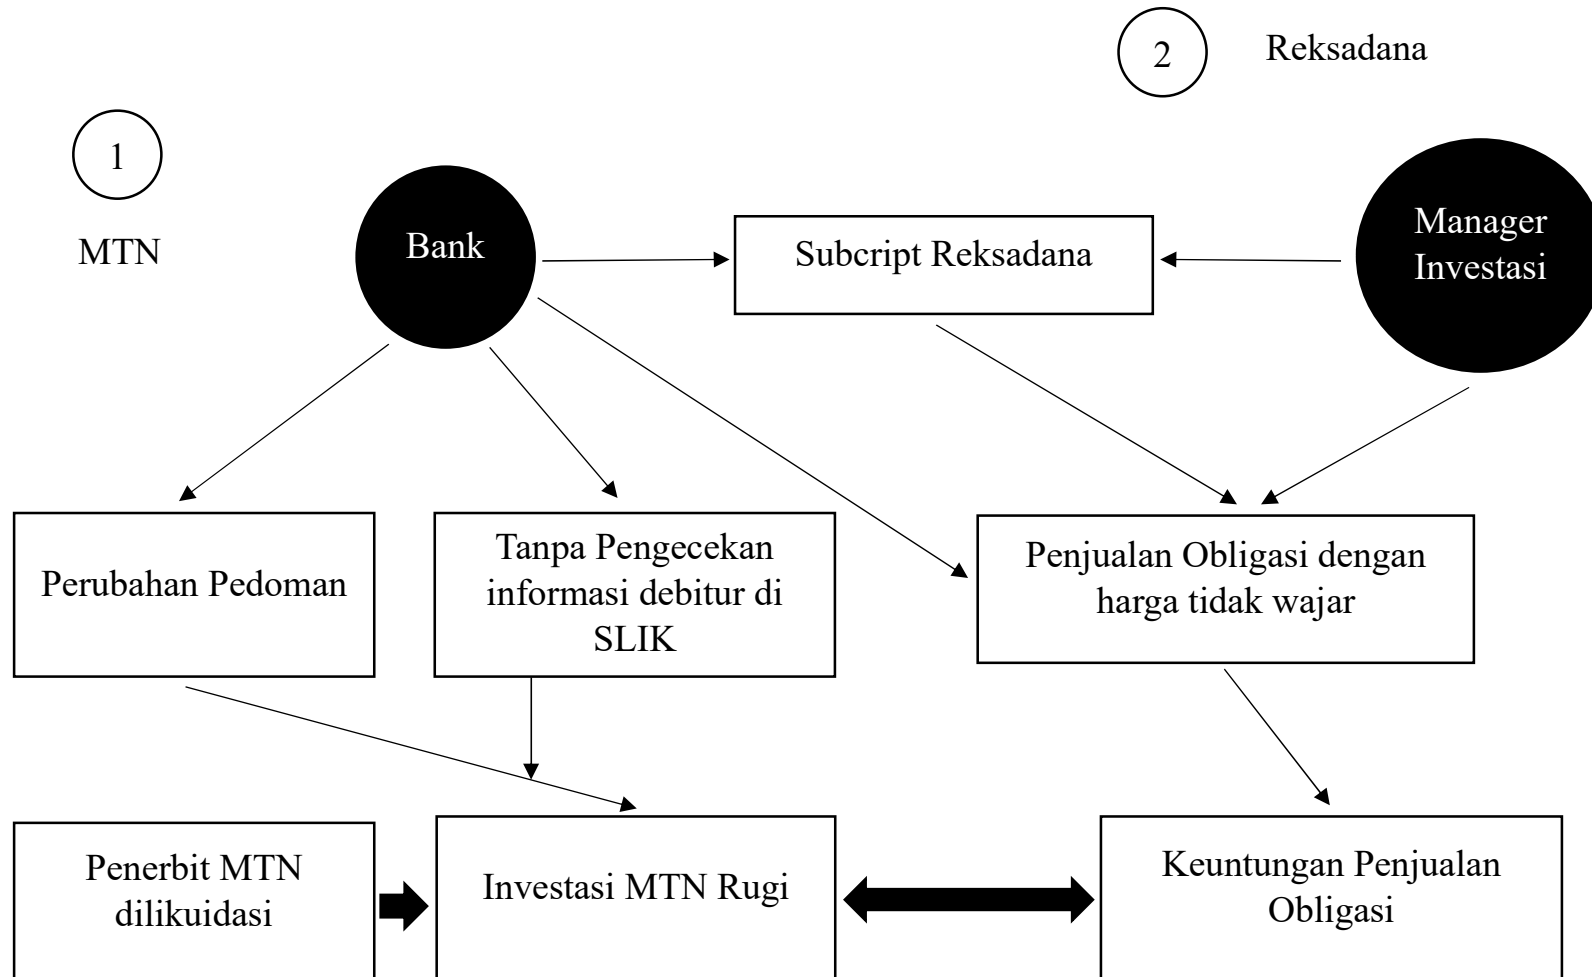 2
Reksadana
1
MTN
Bank
Subcript Reksadana
Manager
Investasi
Perubahan Pedoman
Tanpa Pengecekan
informasi debitur di
SLIK
Penjualan Obligasi dengan
harga tidak wajar
Penerbit MTN
dilikuidasi
Investasi MTN Rugi
Keuntungan Penjualan
Obligasi